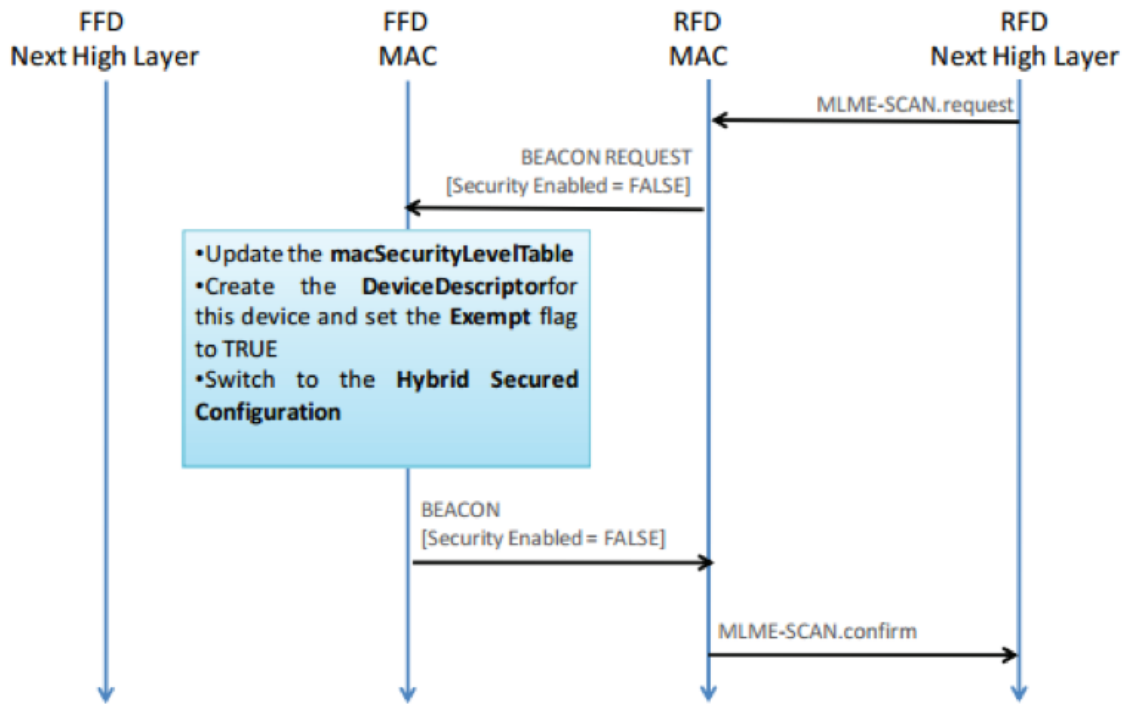 FFD
Next High Layer
FFD
MAC
RFD
MAC
RFD
Next High Layer
MLME-SCAN.request
BEACON REQUEST
[Security Enabled = FALSE]
•Update the macSecurityLevelTable
•Create the DeviceDescriptorfor
this device and set the Exempt flag
to TRUE
•Switch to the Hybrid Secured
Configuration
BEACON
[Security Enabled = FALSE]
MLME-SCAN.confirm